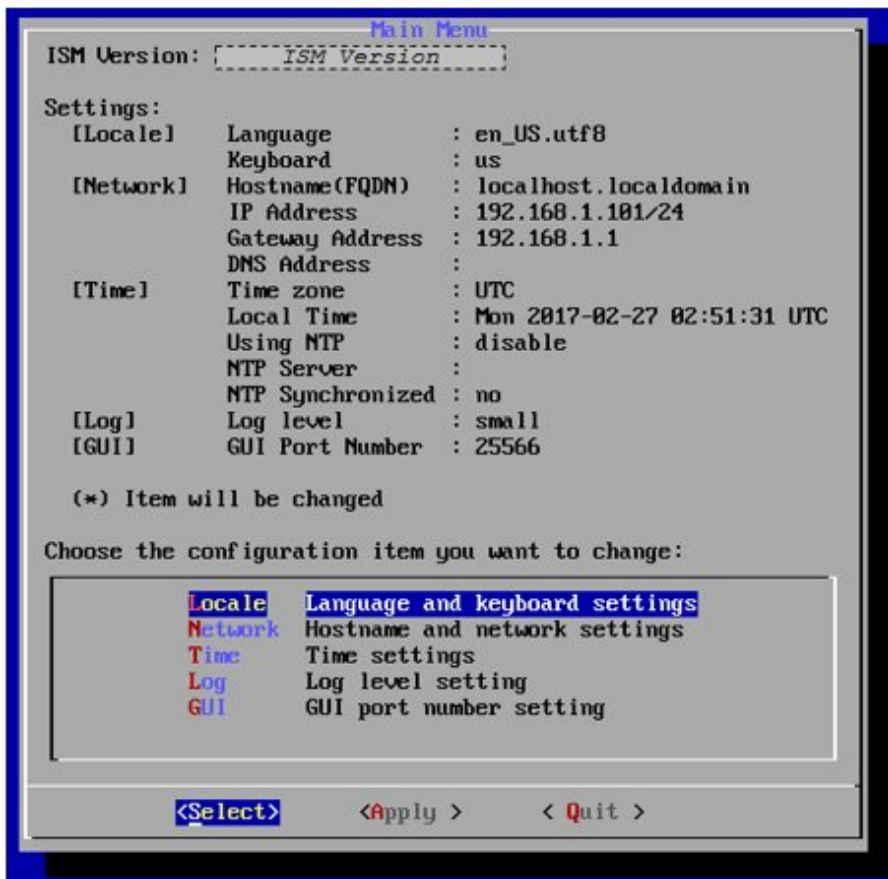 Main Menu
ISM Version: ISM Version
Settings:
[Locale] Language : en_US.utf8
Keyboard : us
[Network] Hostname(FQDN) : localhost.localdomain
IP Address : 192.168.1.101/24
Gateway Address : 192.168.1.1
DNS Address :
[Time] Time zone : UTC
Local Time : Mon 2017-02-27 02:51:31 UTC
Using NTP : disable
NTP Server :
NTP Synchronized : no
[Log] Log level : small
[GUI] GUI Port Number : 25566
(*) Item will be changed
Choose the configuration item you want to change:
Locale Language and keyboard settings
Network Hostname and network settings
Time Time settings
Log Log level setting
GUI GUI port number setting
<Select> <Apply > < Quit >